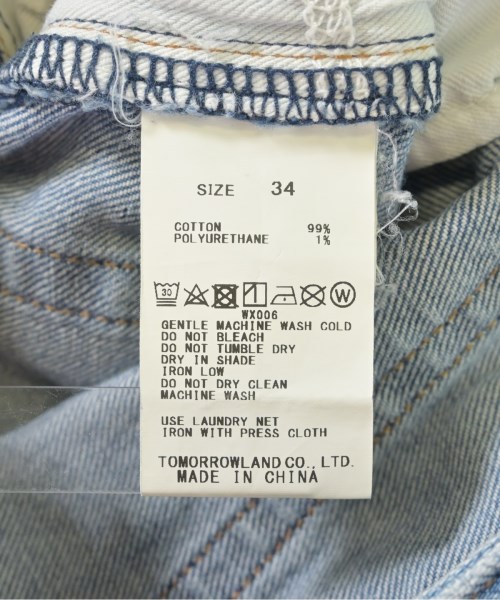 SIZE 34
COTTON 99%
POLYURETHANE 1%
30 W
WX006
GENTLE MACHINE WASH COLD
DO NOT BLEACH
DO NOT TUMBLE DRY
DRY IN SHADE
IRON LOW
DO NOT DRY CLEAN
MACHINE WASH
USE LAUNDRY NET
IRON WITH PRESS CLOTH
TOMORROWLAND CO., LTD.
MADE IN CHINA